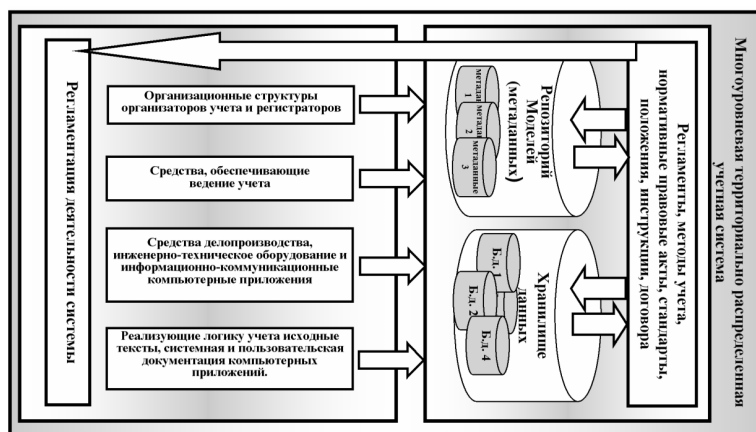 Регламентация деятельности системы
Организационные структуры
организаторов учета и регистраторов
Средства, обеспечивающие
ведение учета
Средства делопроизводства,
инженерно-техническое оборудование и
информационно-коммуникационные
компьютерные приложения
Реализующие логику учета исходные
тексты, системная и пользовательская
документация компьютерных
приложений.
Репозиторий
Моделей
(метаданных)
метадан
1
метада
2
метаданные
3
Хранилище
данных
Б.д. 1
Б.д. 2
Б.д. 4
Регламенты, методы учета,
нормативные правовые акты, стандарты,
положения, инструкции, договора
Многоуровневая территориально распределенная
учетная система